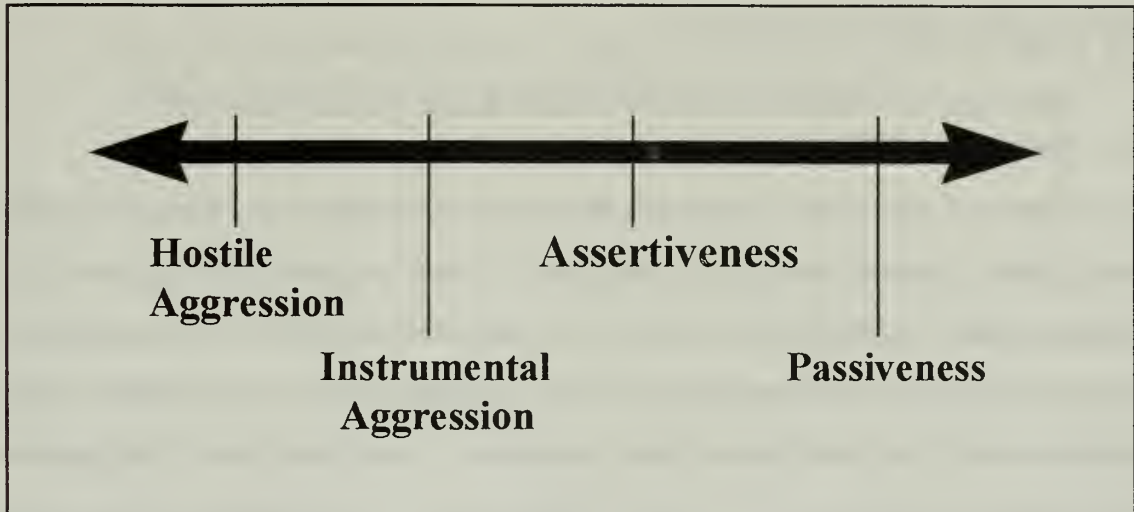 Hostile
Aggression
Instrumental
Aggression
Assertiveness
Passiveness